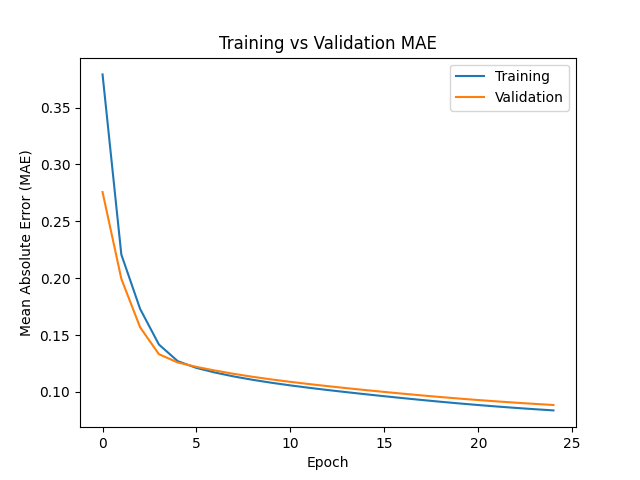 Training vs Validation MAE
Training
Validation
0.35
0.30
0.25
0.20
0.15
0.10
Mean Absolute Error (MAE)
0 5 10 15 20 25
Epoch